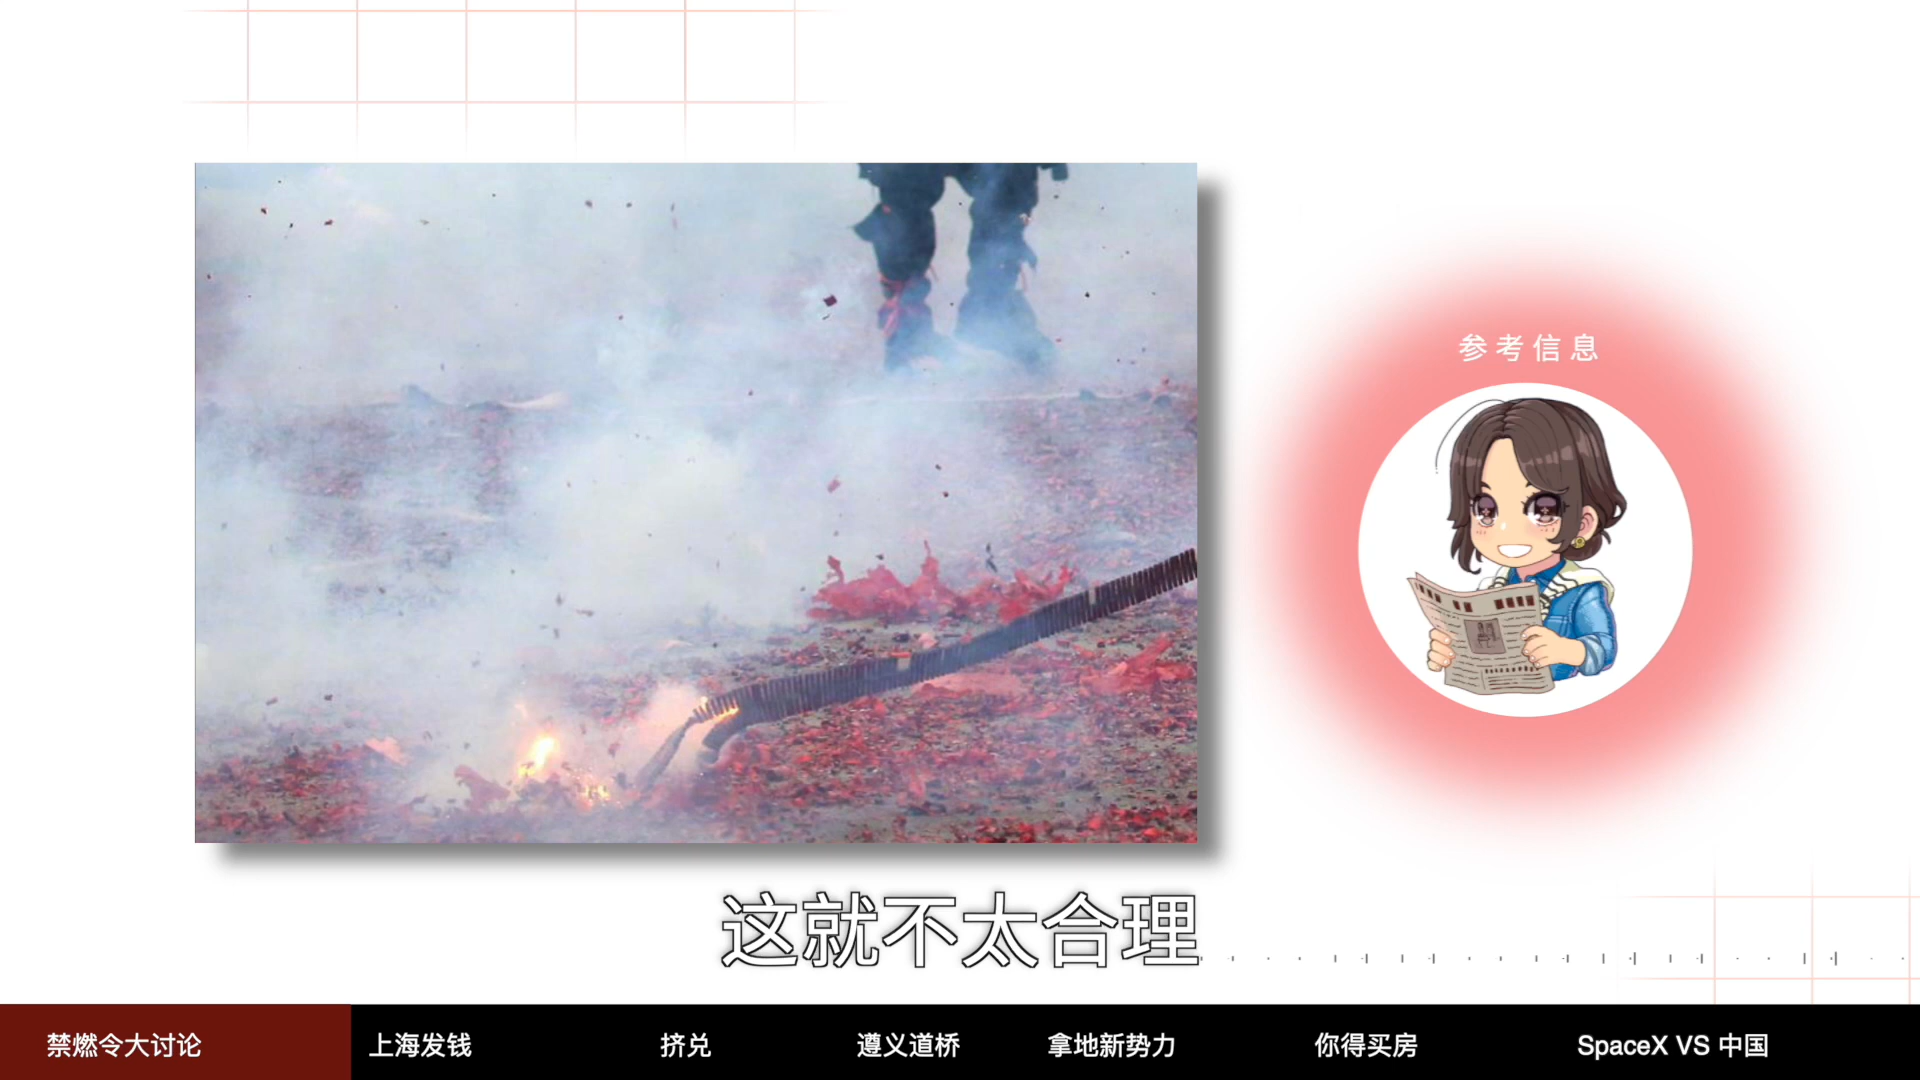 参考信息
这就不太合理
禁燃令大讨论
上海发钱
挤兑
遵义道桥
拿地新势力
你得买房
SpaceX VS 中国